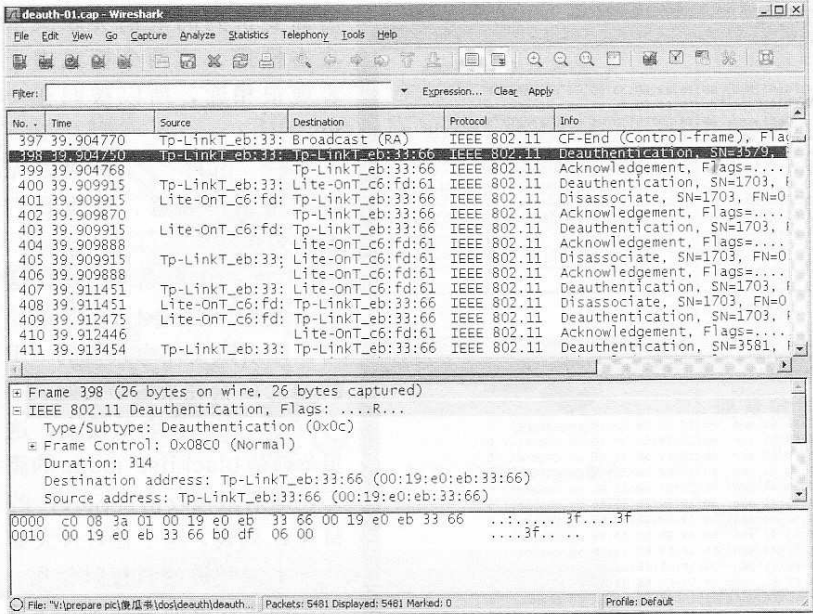 deauth-01.cap - Wireshark
File Edit View Go Capture Analyze Statistics Telephony Tools Help
Filter: Expression... Clear Apply
No. Time Source Destination Protocol Info
397 39.904770 Tp-LinkT_eb:33: Broadcast (RA) IEEE 802.11 CF-End (Control-frame), Flag
398 39.904750 Tp-LinkT_eb:33: Tp-LinkT_eb:33:66 IEEE 802.11 Deauthentication, SN=3579,
399 39.904768 Tp-LinkT_eb:33:66 IEEE 802.11 Acknowledgement, Flags=....
400 39.909915 Tp-LinkT_eb:33: Lite-OnT_c6:fd:61 IEEE 802.11 Deauthentication, SN=1703, F
401 39.909915 Lite-OnT_c6:fd: Tp-LinkT_eb:33:66 IEEE 802.11 Disassociate, SN=1703, FN=0
402 39.909870 Tp-LinkT_eb:33:66 IEEE 802.11 Acknowledgement, Flags=....
403 39.909915 Lite-OnT_c6:fd: Tp-LinkT_eb:33:66 IEEE 802.11 Deauthentication, SN=1703, F
404 39.909888 Lite-OnT_c6:fd:61 IEEE 802.11 Acknowledgement, Flags=....
405 39.909915 Tp-LinkT_eb:33: Lite-OnT_c6:fd:61 IEEE 802.11 Disassociate, SN=1703, FN=0
406 39.909888 Lite-OnT_c6:fd:61 IEEE 802.11 Acknowledgement, Flags=....
407 39.911451 Tp-LinkT_eb:33: Lite-OnT_c6:fd:61 IEEE 802.11 Deauthentication, SN=1703, F
408 39.911451 Lite-OnT_c6:fd: Tp-LinkT_eb:33:66 IEEE 802.11 Disassociate, SN=1703, FN=0
409 39.912475 Lite-OnT_c6:fd: Tp-LinkT_eb:33:66 IEEE 802.11 Deauthentication, SN=1703, F
410 39.912446 Lite-OnT_c6:fd:61 IEEE 802.11 Acknowledgement, Flags=....
411 39.913454 Tp-LinkT_eb:33: Tp-LinkT_eb:33:66 IEEE 802.11 Deauthentication, SN=3581, F
Frame 398 (26 bytes on wire, 26 bytes captured)
IEEE 802.11 Deauthentication, Flags: ....R...
Type/Subtype: Deauthentication (0x0c)
Frame Control: 0x08C0 (Normal)
Duration: 314
Destination address: Tp-LinkT_eb:33:66 (00:19:e0:eb:33:66)
Source address: Tp-LinkT_eb:33:66 (00:19:e0:eb:33:66)
0000 c0 08 3a 01 00 19 e0 eb 33 66 00 19 e0 eb 33 66 ..:..... 3f....3f
0010 00 19 e0 eb 33 66 b0 df 06 00 ....3f.. ..
File: "V:\prepare pic\傻瓜书\dos\deauth\deauth... Packets: 5481 Displayed: 5481 Marked: 0 Profile: Default